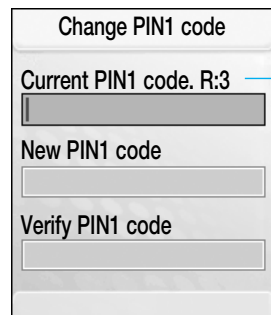 Change PIN1 code
Current PIN1 code. R:3
New PIN1 code
Verify PIN1 code